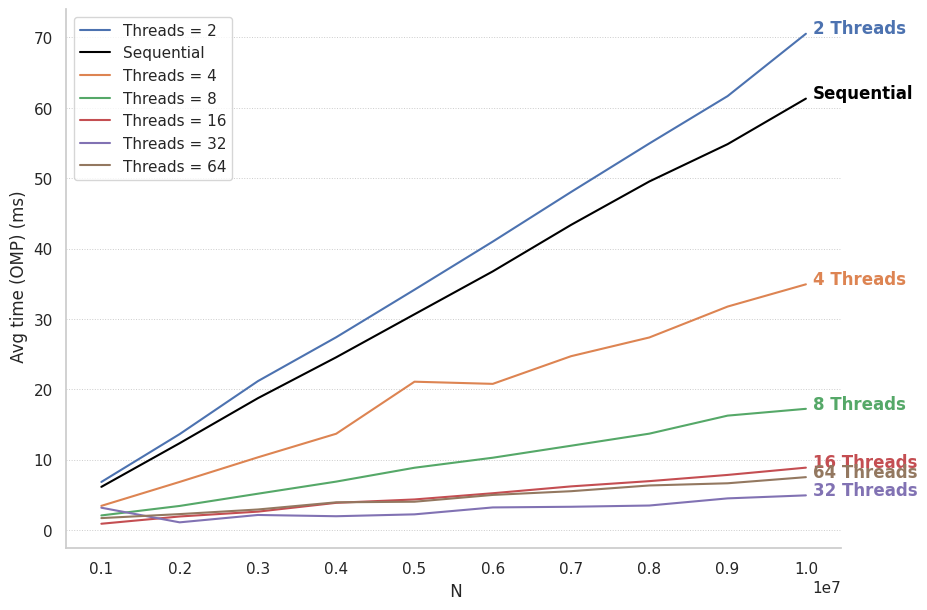 Threads = 2
Sequential
Threads = 4
Threads = 8
Threads = 16
Threads = 32
Threads = 64
2 Threads
Sequential
4 Threads
8 Threads
16 Threads
64 Threads
32 Threads
Avg time (OMP) (ms)
70
60
50
40
30
20
10
0
0.1 0.2 0.3 0.4 0.5 0.6 0.7 0.8 0.9 1.0
1e7
N